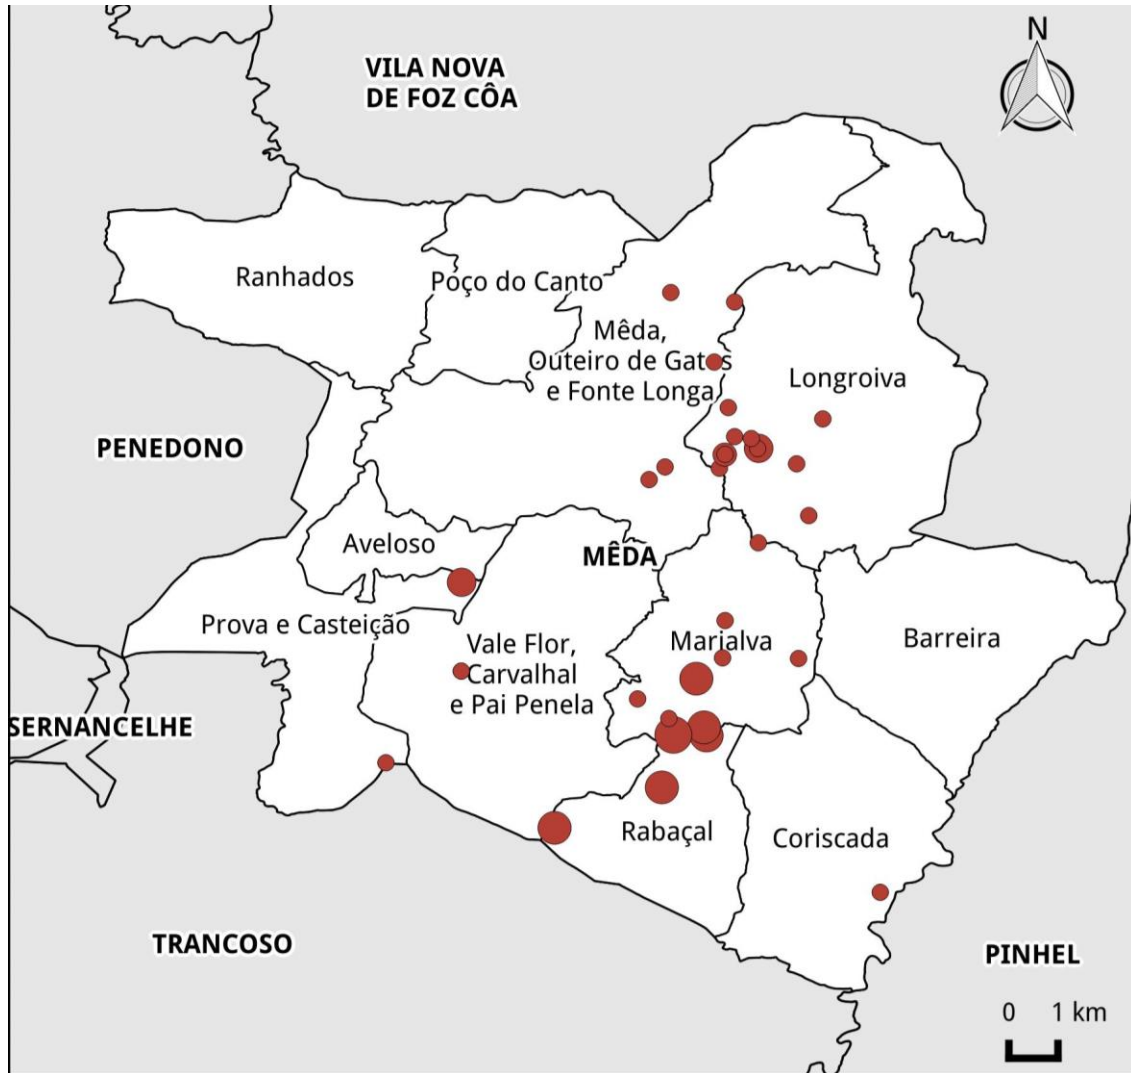 N
VILA NOVA
DE FOZ CÔA
Ranhados
Poço do Canto
Mêda,
Outeiro de Gatos
e Fonte Longa
Longroiva
PENEDONO
Aveloso
MÊDA
Prova e Casteição
Vale Flor,
Carvalhal
e Pai Penela
Marialva
Barreira
SERNANCELHE
Rabaçal
Coriscada
TRANCOSO
PINHEL
0 1 km